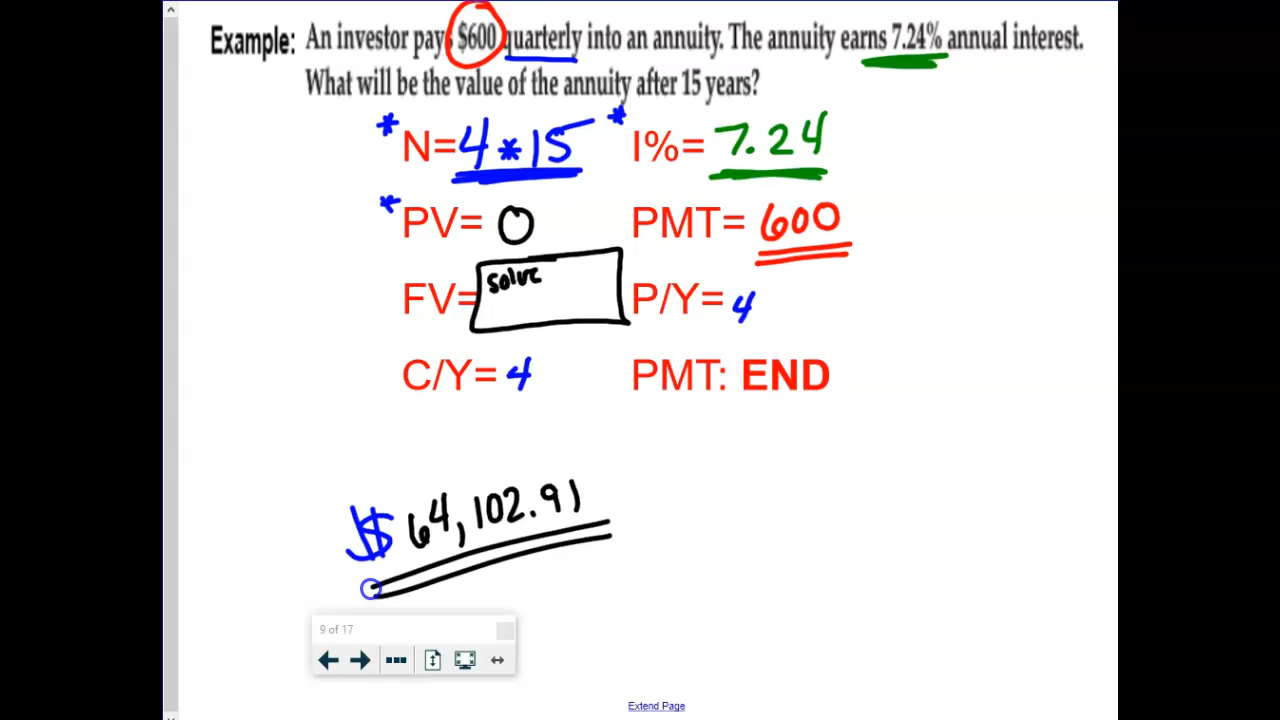 Example: An investor pays $600 quarterly into an annuity. The annuity earns 7.24% annual interest.
What will be the value of the annuity after 15 years?
*N=4*15 *I%=7.24
*PV=0 PMT=600
FV= solve P/Y=4
C/Y=4 PMT: END
$64,102.91
9 of 17
Extend Page